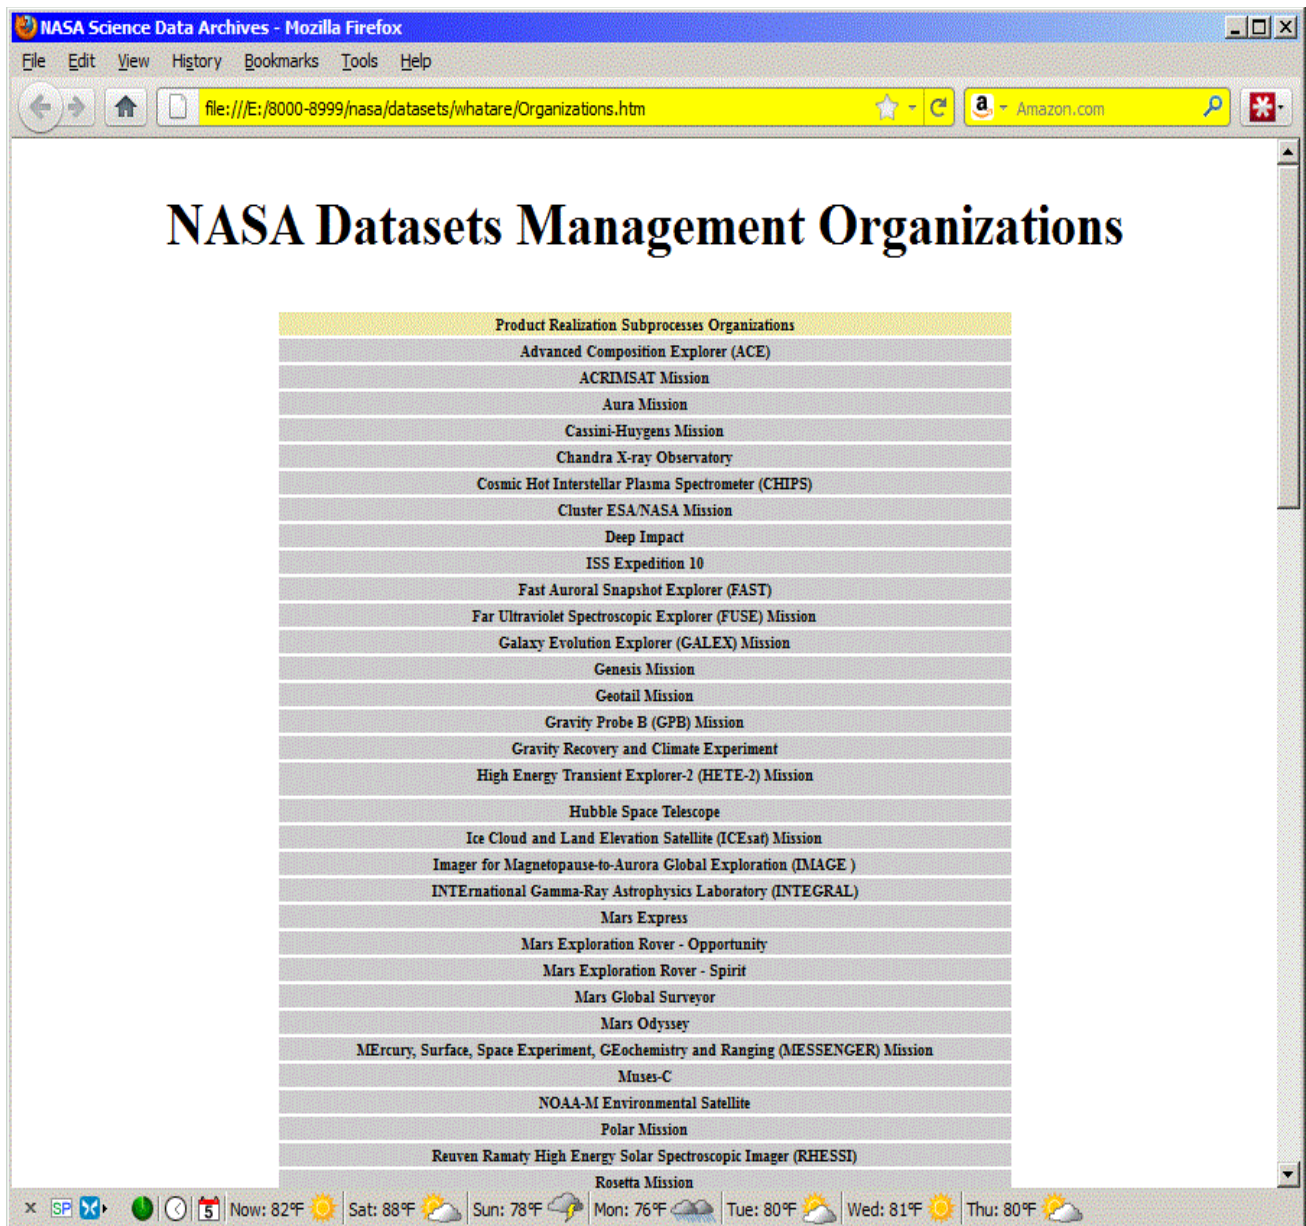 NASA Science Data Archives - Mozilla Firefox
File Edit View History Bookmarks Tools Help
file:///E:/8000-8999/nasa/datasets/whatare/Organizations.htm
a Amazon.com
NASA Datasets Management Organizations
Product Realization Subprocesses Organizations
Advanced Composition Explorer (ACE)
ACRIMSAT Mission
Aura Mission
Cassini-Huygens Mission
Chandra X-ray Observatory
Cosmic Hot Interstellar Plasma Spectrometer (CHIPS)
Cluster ESA/NASA Mission
Deep Impact
ISS Expedition 10
Fast Auroral Snapshot Explorer (FAST)
Far Ultraviolet Spectroscopic Explorer (FUSE) Mission
Galaxy Evolution Explorer (GALEX) Mission
Genesis Mission
Geotail Mission
Gravity Probe B (GPB) Mission
Gravity Recovery and Climate Experiment
High Energy Transient Explorer-2 (HETE-2) Mission
Hubble Space Telescope
Ice Cloud and Land Elevation Satellite (ICEsat) Mission
Imager for Magnetopause-to-Aurora Global Exploration (IMAGE )
INTErnational Gamma-Ray Astrophysics Laboratory (INTEGRAL)
Mars Express
Mars Exploration Rover - Opportunity
Mars Exploration Rover - Spirit
Mars Global Surveyor
Mars Odyssey
MErcury, Surface, Space Experiment, GEochemistry and Ranging (MESSENGER) Mission
Muses-C
NOAA-M Environmental Satellite
Polar Mission
Reuven Ramaty High Energy Solar Spectroscopic Imager (RHESSI)
Rosetta Mission
SP 5 Now: 82°F Sat: 88°F Sun: 78°F Mon: 76°F Tue: 80°F Wed: 81°F Thu: 80°F